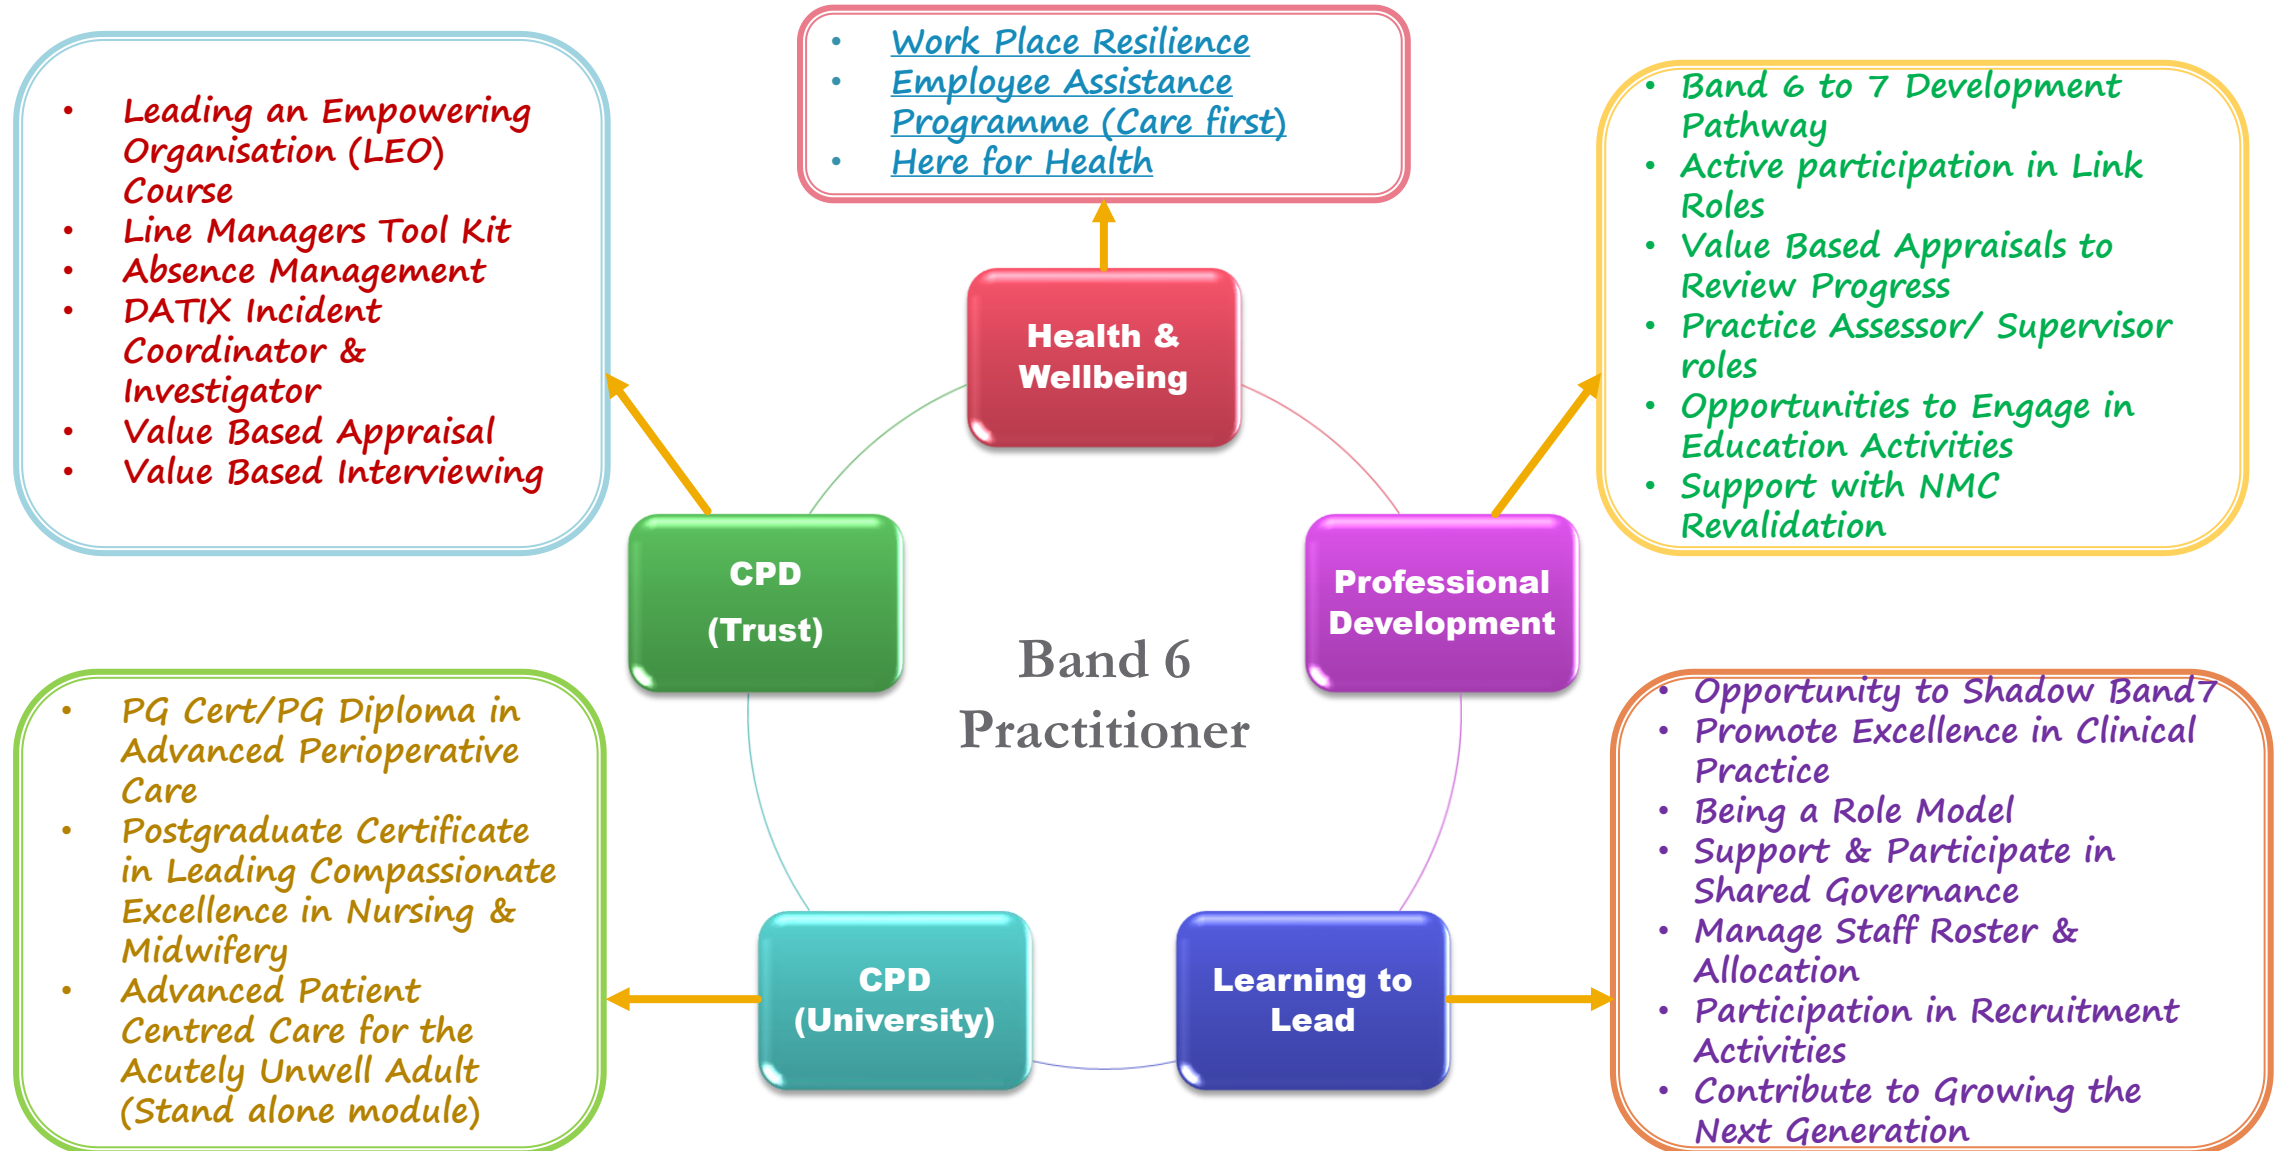 • Work Place Resilience
• Employee Assistance
Programme (Care first)
• Here for Health
• Leading an Empowering
Organisation (LEO)
Course
• Line Managers Tool Kit
• Absence Management
• DATIX Incident
Coordinator &
Investigator
• Value Based Appraisal
• Value Based Interviewing
• Band 6 to 7 Development
Pathway
• Active participation in Link
Roles
• Value Based Appraisals to
Review Progress
• Practice Assessor/ Supervisor
roles
• Opportunities to Engage in
Education Activities
• Support with NMC
Revalidation
Health &
Wellbeing
CPD
(Trust)
Professional
Development
Band 6
Practitioner
CPD
(University)
Learning to
Lead
• PG Cert/PG Diploma in
Advanced Perioperative
Care
• Postgraduate Certificate
in Leading Compassionate
Excellence in Nursing &
Midwifery
• Advanced Patient
Centred Care for the
Acutely Unwell Adult
(Stand alone module)
• Opportunity to Shadow Band7
• Promote Excellence in Clinical
Practice
• Being a Role Model
• Support & Participate in
Shared Governance
• Manage Staff Roster &
Allocation
• Participation in Recruitment
Activities
• Contribute to Growing the
Next Generation